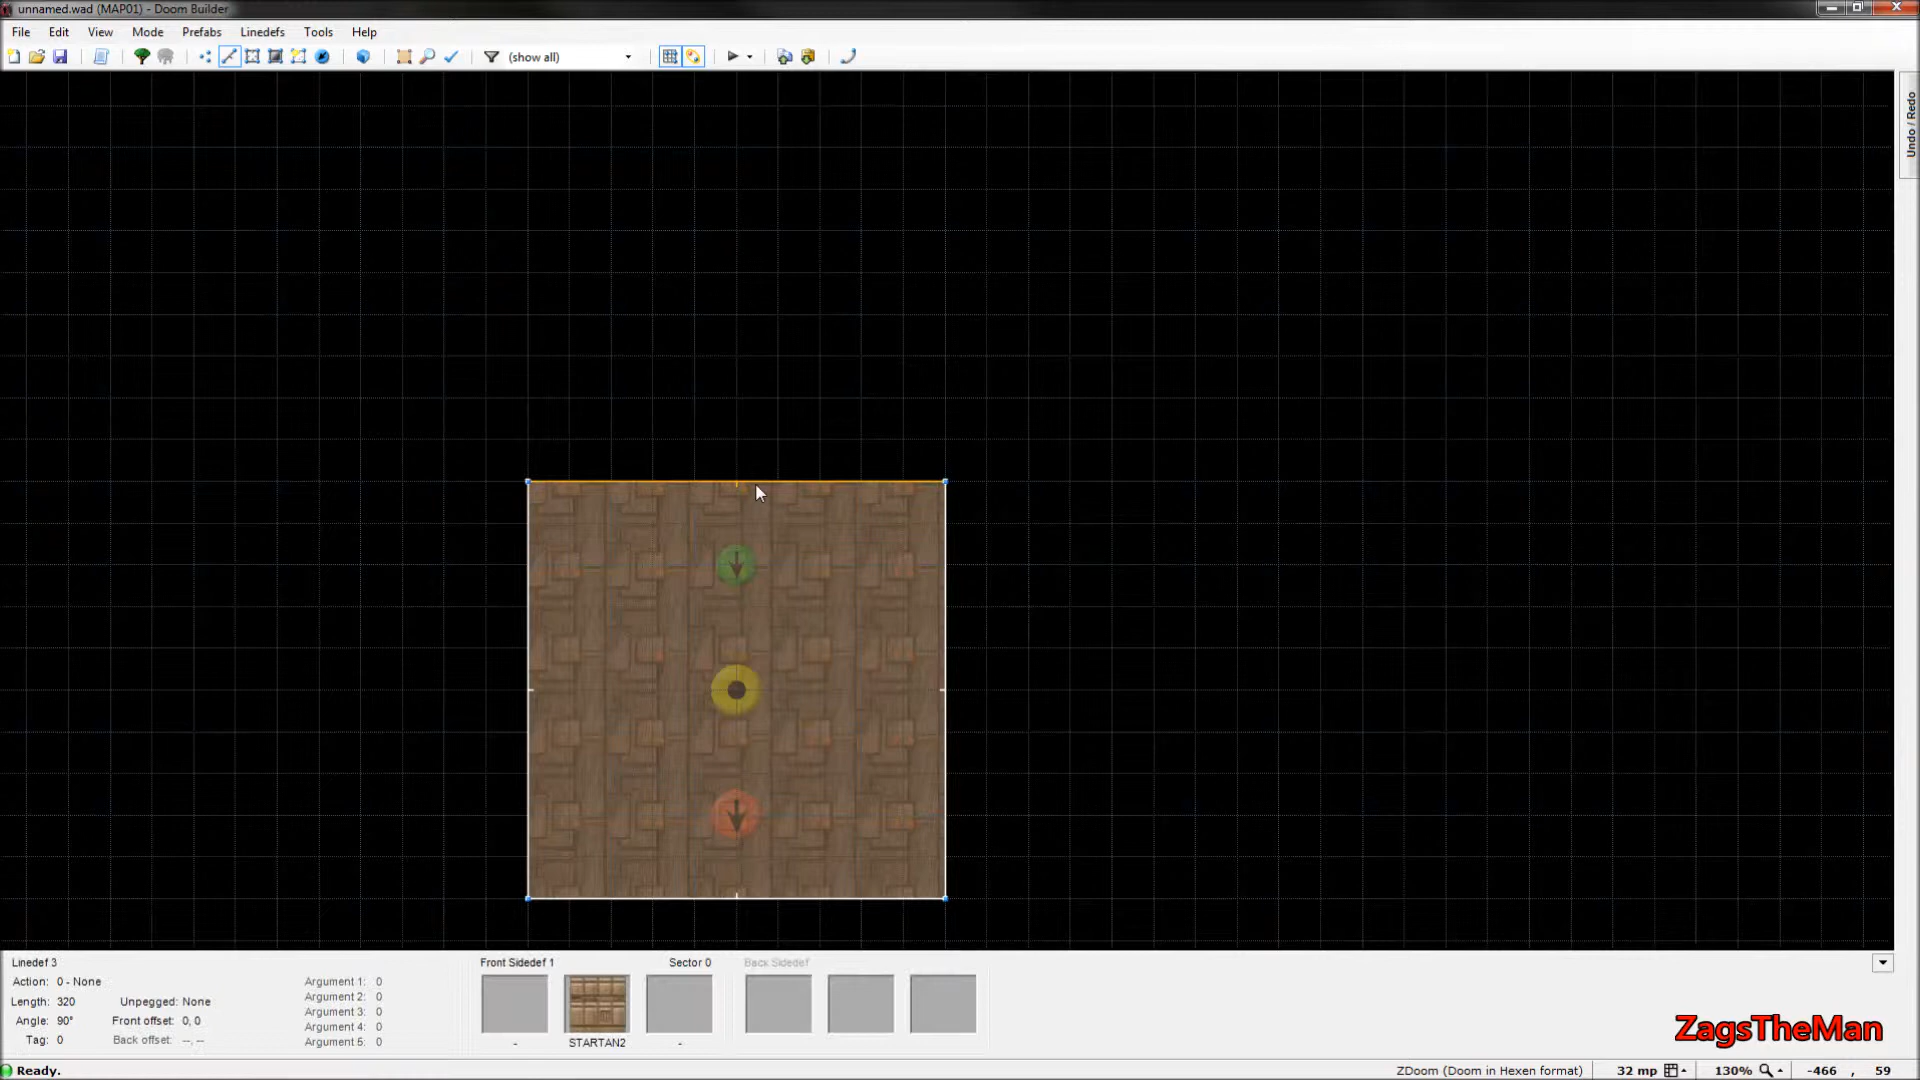 unnamed.wad (MAP01) - Doom Builder
File Edit View Mode Prefabs Linedefs Tools Help
(show all)
Undo / Redo
Linedef 3
Action: 0 - None
Length: 320 Unpegged: None
Angle: 90° Front offset: 0, 0
Tag: 0 Back offset: --, --
Argument 1: 0
Argument 2: 0
Argument 3: 0
Argument 4: 0
Argument 5: 0
Front Sidedef 1 Sector 0
- STARTAN2 -
Back Sidedef
ZagsTheMan
Ready. ZDoom (Doom in Hexen format) 32 mp 130% -466 , 59